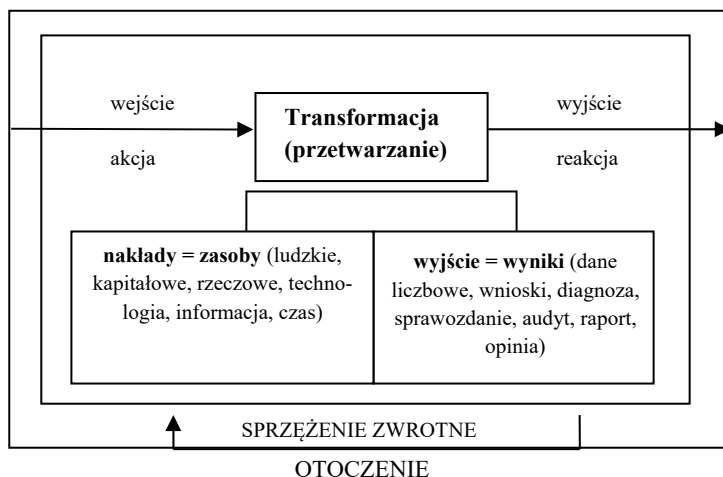 wejście
akcja
Transformacja
(przetwarzanie)
wyjście
reakcja
nakłady = zasoby (ludzkie,
kapitałowe, rzeczowe, techno-
logia, informacja, czas)
wyjście = wyniki (dane
liczbowe, wnioski, diagnoza,
sprawozdanie, audyt, raport,
opinia)
SPRZĘŻENIE ZWROTNE
OTOCZENIE